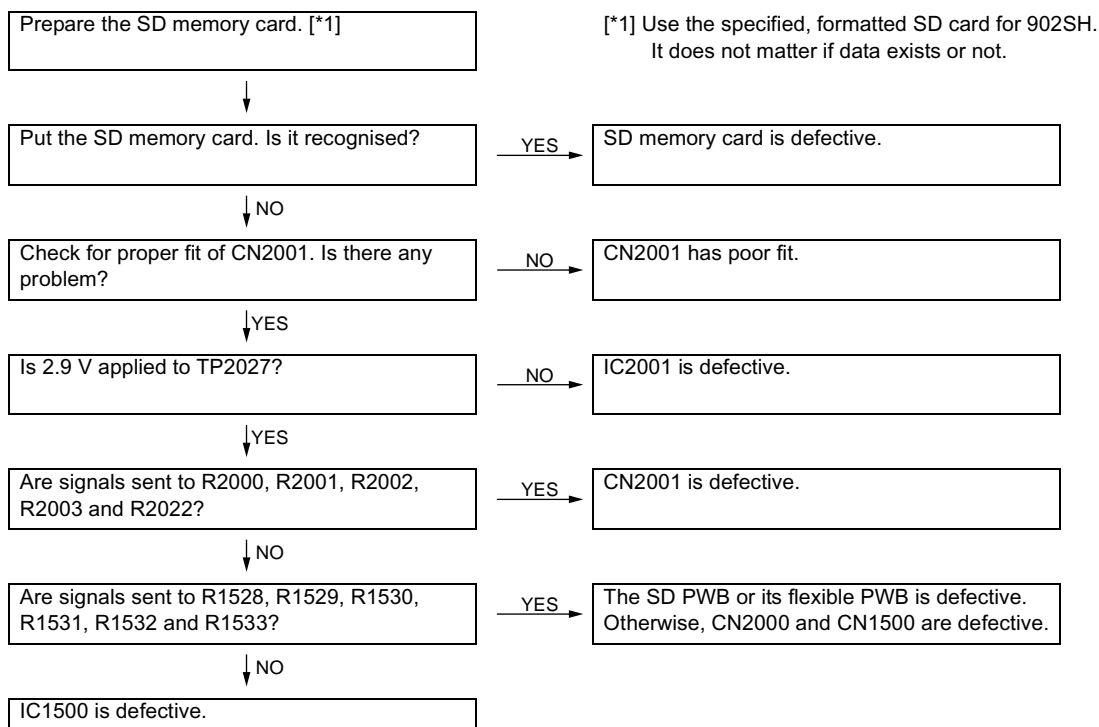 Prepare the SD memory card. [*1]
[*1] Use the specified, formatted SD card for 902SH.
It does not matter if data exists or not.
Put the SD memory card. Is it recognised?
YES
SD memory card is defective.
NO
Check for proper fit of CN2001. Is there any
problem?
NO
CN2001 has poor fit.
YES
Is 2.9 V applied to TP2027?
NO
IC2001 is defective.
YES
Are signals sent to R2000, R2001, R2002,
R2003 and R2022?
YES
CN2001 is defective.
NO
Are signals sent to R1528, R1529, R1530,
R1531, R1532 and R1533?
YES
The SD PWB or its flexible PWB is defective.
Otherwise, CN2000 and CN1500 are defective.
NO
IC1500 is defective.